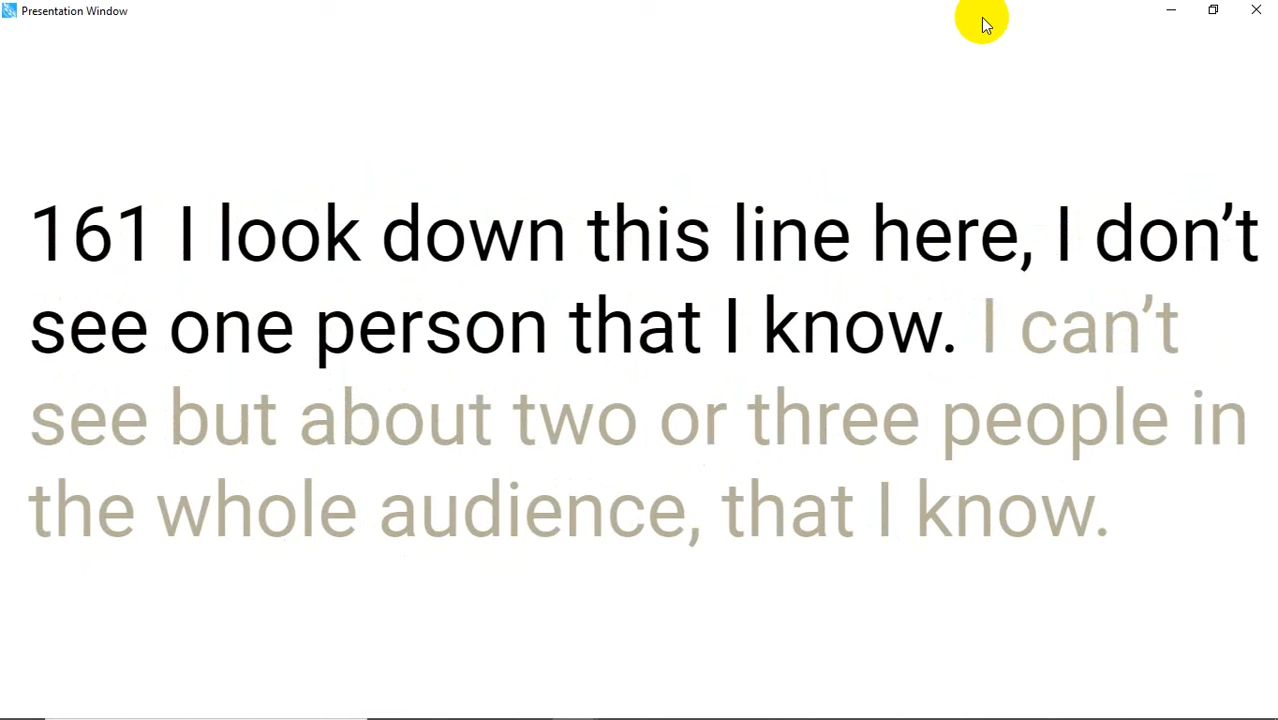 Presentation Window
161 I look down this line here, I don’t
see one person that I know. I can’t
see but about two or three people in
the whole audience, that I know.